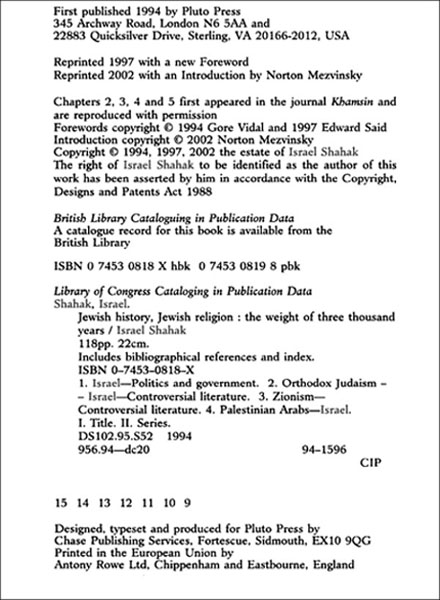 First published 1994 by Pluto Press
345 Archway Road, London N6 5AA and
22883 Quicksilver Drive, Sterling, VA 20166-2012, USA
Reprinted 1997 with a new Foreword
Reprinted 2002 with an Introduction by Norton Mezvinsky
Chapters 2, 3, 4 and 5 first appeared in the journal Khamsin and
are reproduced with permission
Forewords copyright © 1994 Gore Vidal and 1997 Edward Said
Introduction copyright © 2002 Norton Mezvinsky
Copyright © 1994, 1997, 2002 the estate of Israel Shahak
The right of Israel Shahak to be identified as the author of this
work has been asserted by him in accordance with the Copyright,
Designs and Patents Act 1988
British Library Cataloguing in Publication Data
A catalogue record for this book is available from the
British Library
ISBN 0 7453 0818 X hbk 0 7453 0819 8 pbk
Library of Congress Cataloging in Publication Data
Shahak, Israel.
Jewish history, Jewish religion : the weight of three thousand
years / Israel Shahak
118pp. 22cm.
Includes bibliographical references and index.
ISBN 0–7453–0818–X
1. Israel—Politics and government. 2. Orthodox Judaism –
– Israel—Controversial literature. 3. Zionism—
Controversial literature. 4. Palestinian Arabs—Israel.
I. Title. II. Series.
DS102.95.S52 1994
956.94—dc20 94–1596
CIP
15 14 13 12 11 10 9
Designed, typeset and produced for Pluto Press by
Chase Publishing Services, Fortescue, Sidmouth, EX10 9QG
Printed in the European Union by
Antony Rowe Ltd, Chippenham and Eastbourne, England